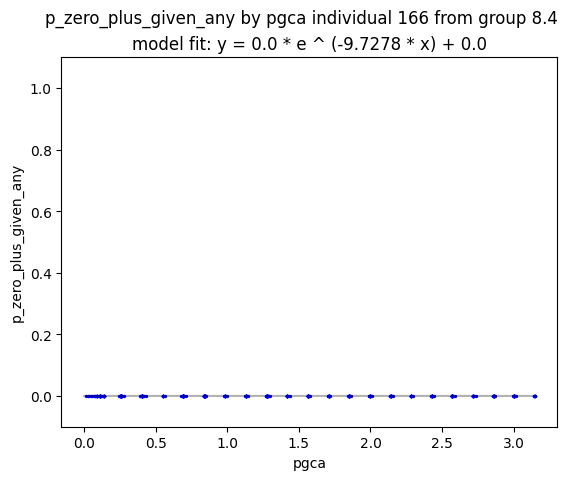 p_zero_plus_given_any by pgca individual 166 from group 8.4
model fit: y = 0.0 * e ^ (-9.7278 * x) + 0.0
p_zero_plus_given_any
1.0
0.8
0.6
0.4
0.2
0.0
0.0 0.5 1.0 1.5 2.0 2.5 3.0
pgca